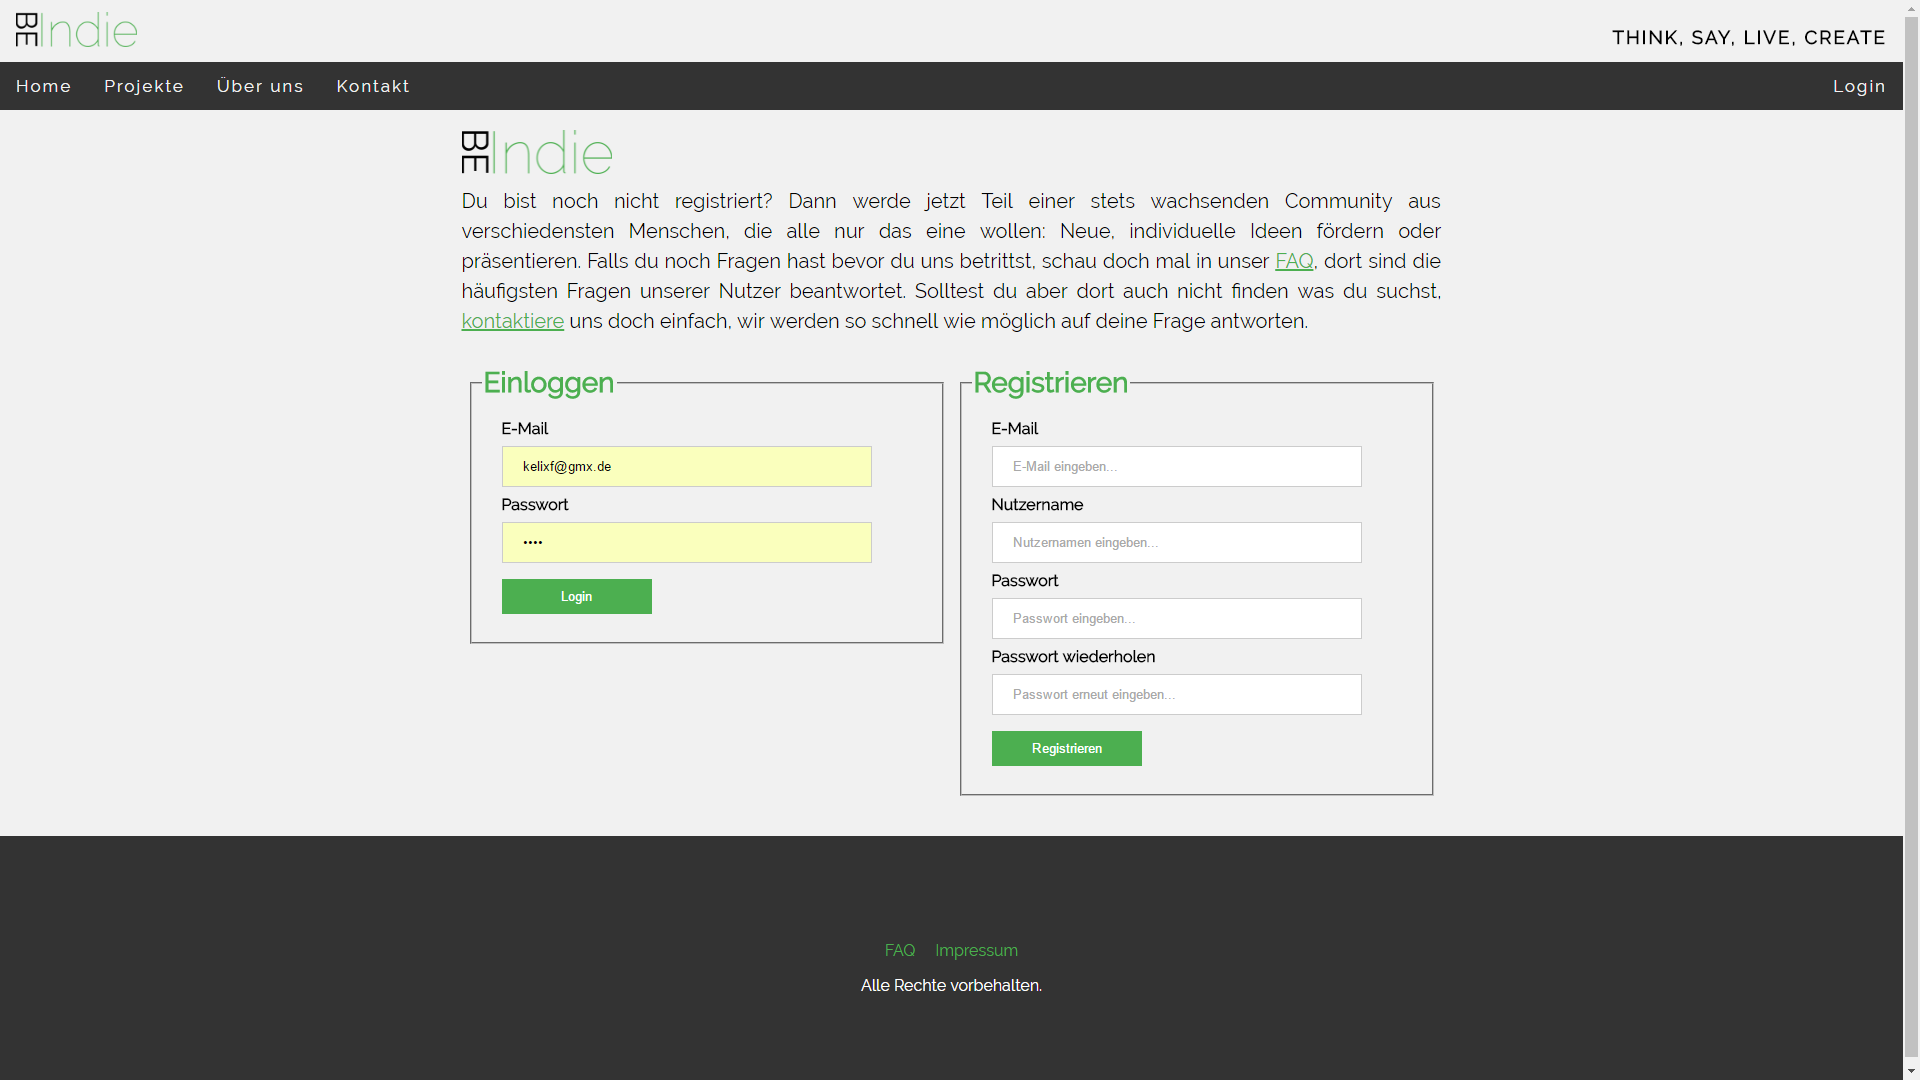 BE Indie
THINK, SAY, LIVE, CREATE
Home Projekte Über uns Kontakt Login
BE Indie
Du bist noch nicht registriert? Dann werde jetzt Teil einer stets wachsenden Community aus
verschiedensten Menschen, die alle nur das eine wollen: Neue, individuelle Ideen fördern oder
präsentieren. Falls du noch Fragen hast bevor du uns betrittst, schau doch mal in unser FAQ, dort sind die
häufigsten Fragen unserer Nutzer beantwortet. Solltest du aber dort auch nicht finden was du suchst,
kontaktiere uns doch einfach, wir werden so schnell wie möglich auf deine Frage antworten.
Einloggen
E-Mail
kelixf@gmx.de
Passwort
••••
Login
Registrieren
E-Mail
E-Mail eingeben...
Nutzername
Nutzernamen eingeben...
Passwort
Passwort eingeben...
Passwort wiederholen
Passwort erneut eingeben...
Registrieren
FAQ Impressum
Alle Rechte vorbehalten.